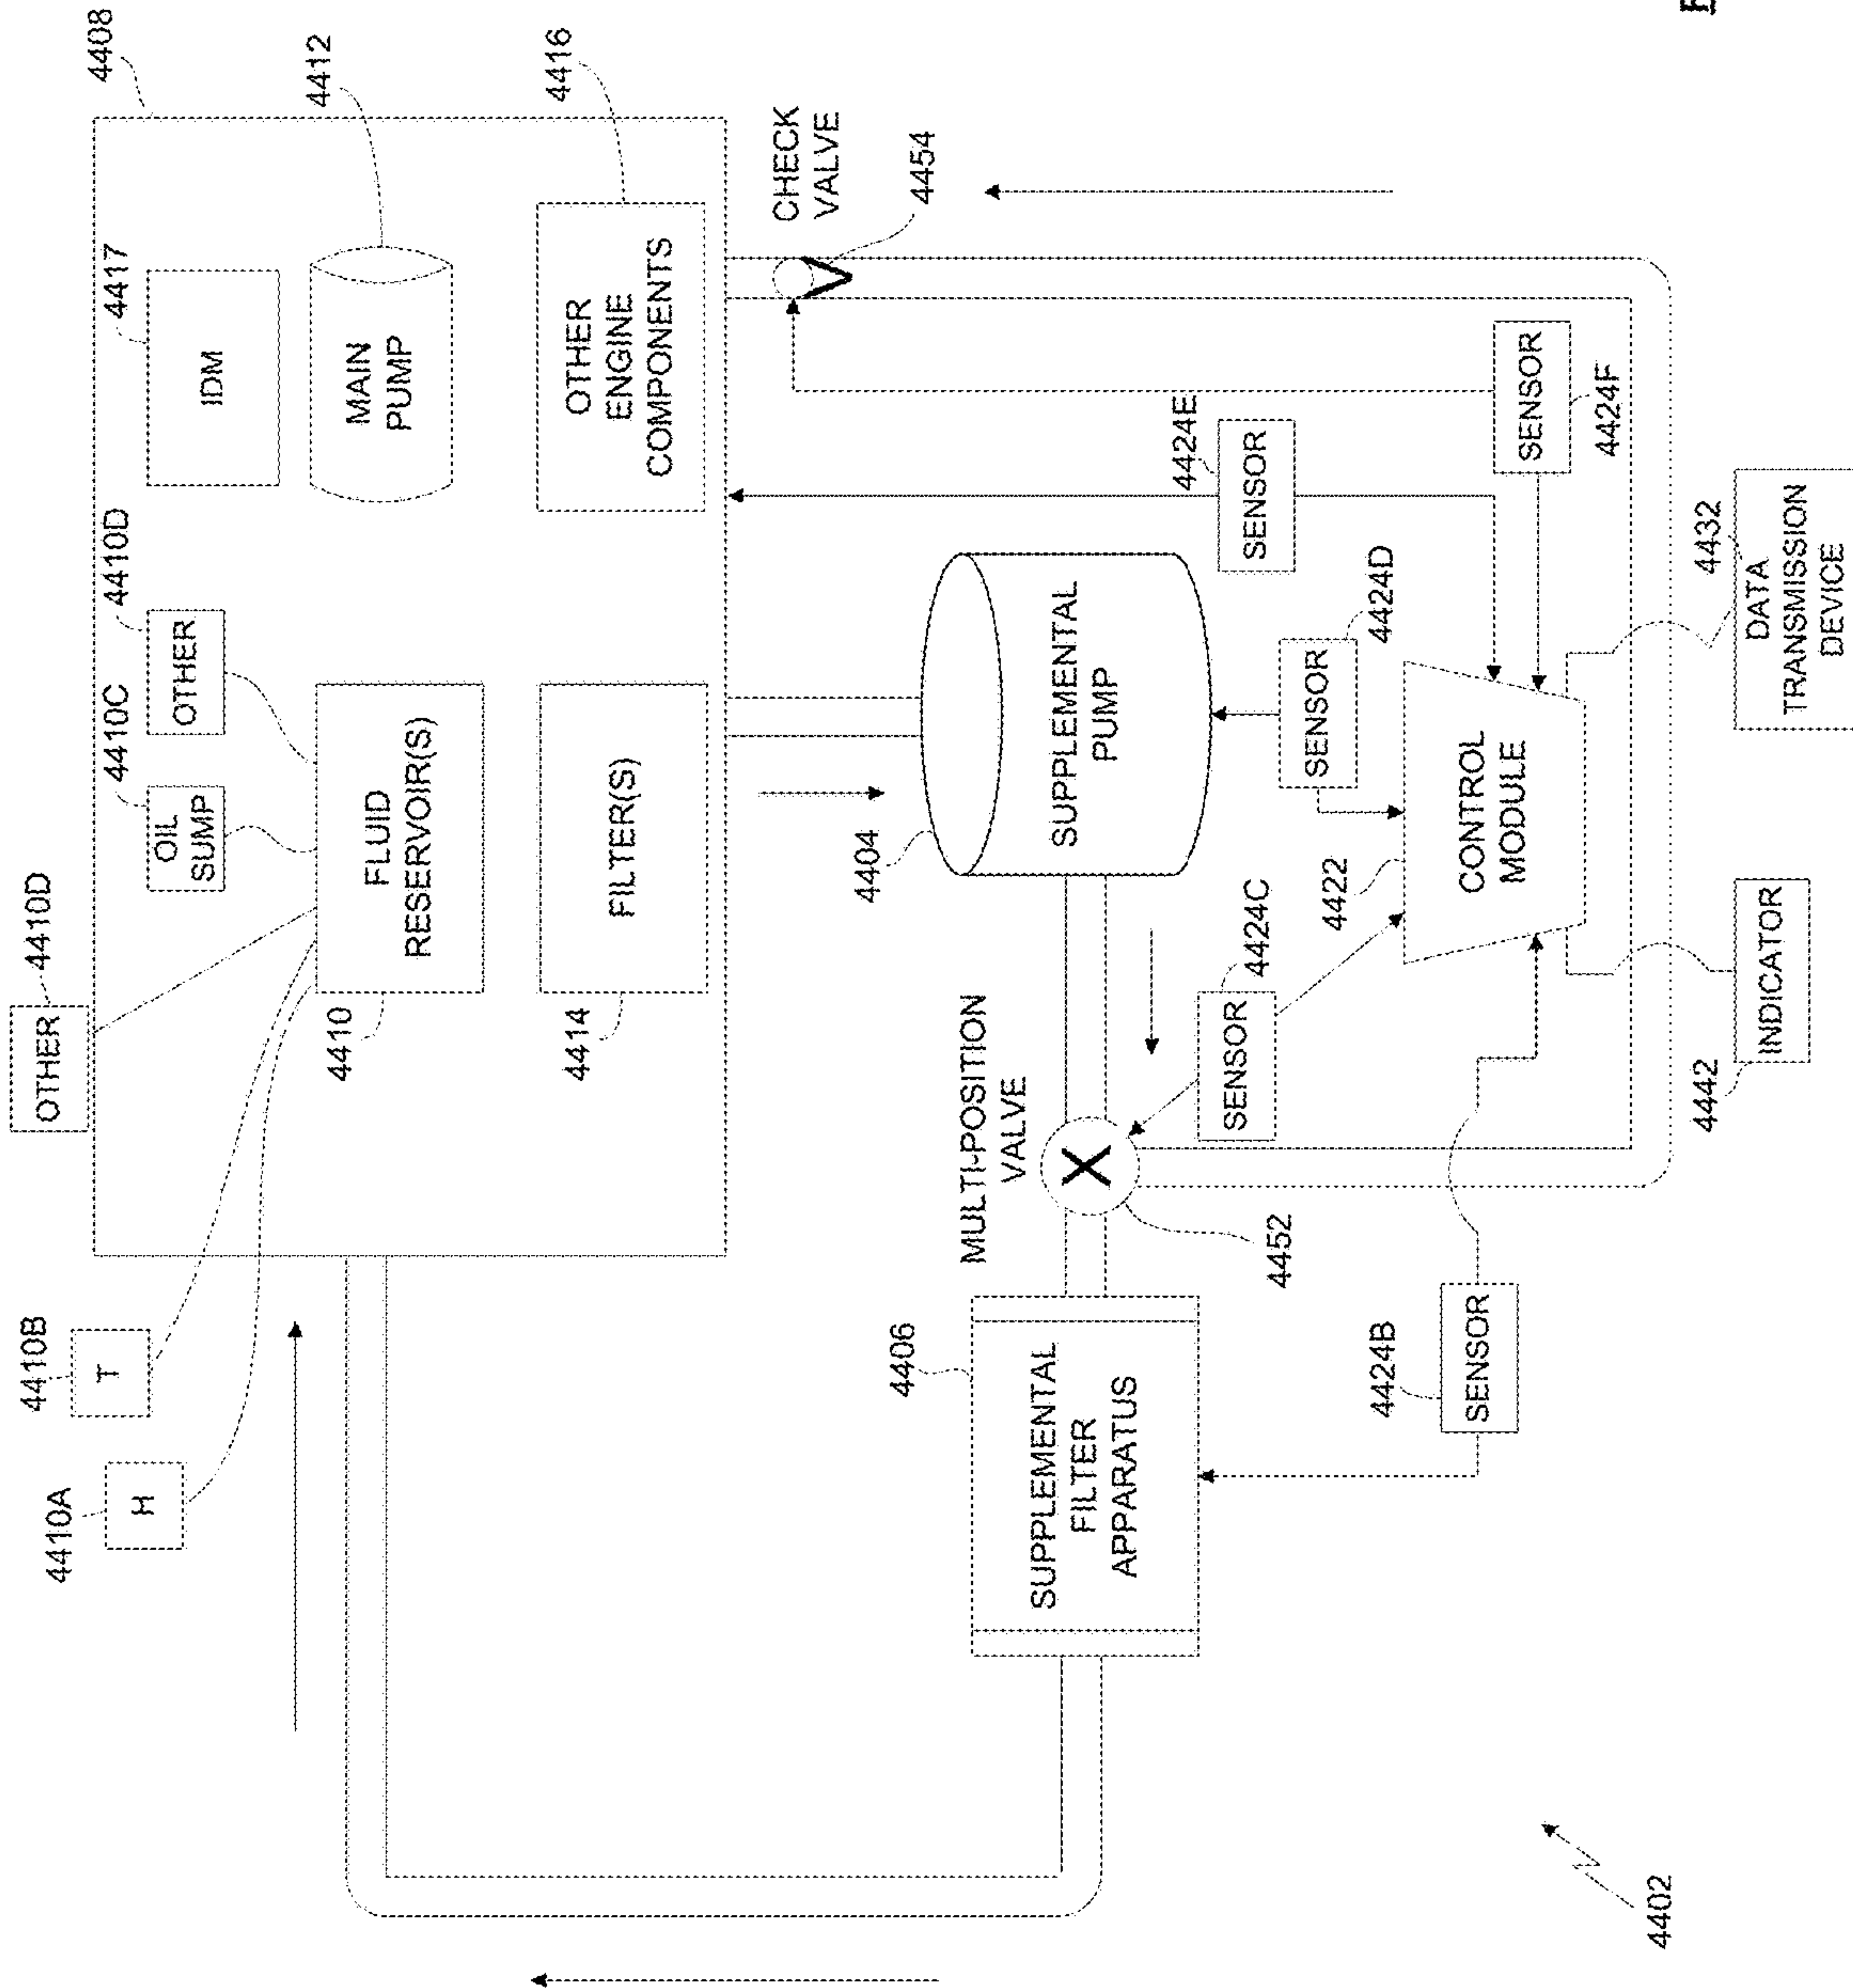 4408
4412
4416
4417
IDM
MAIN
PUMP
OTHER
ENGINE
COMPONENTS
CHECK
VALVE
4454
4410D
OTHER
4410C
OIL
SUMP
4410D
OTHER
FLUID
RESERVOIR(S)
4410
FILTER(S)
4414
4410B
T
4410A
H
4404
SUPPLEMENTAL
PUMP
MULTI-POSITION
VALVE
4452
4406
SUPPLEMENTAL
FILTER
APPARATUS
4424B
SENSOR
4424C
SENSOR
4424D
SENSOR
4424E
SENSOR
4424F
SENSOR
4422
CONTROL
MODULE
4432
DATA
TRANSMISSION
DEVICE
4442
INDICATOR
4402